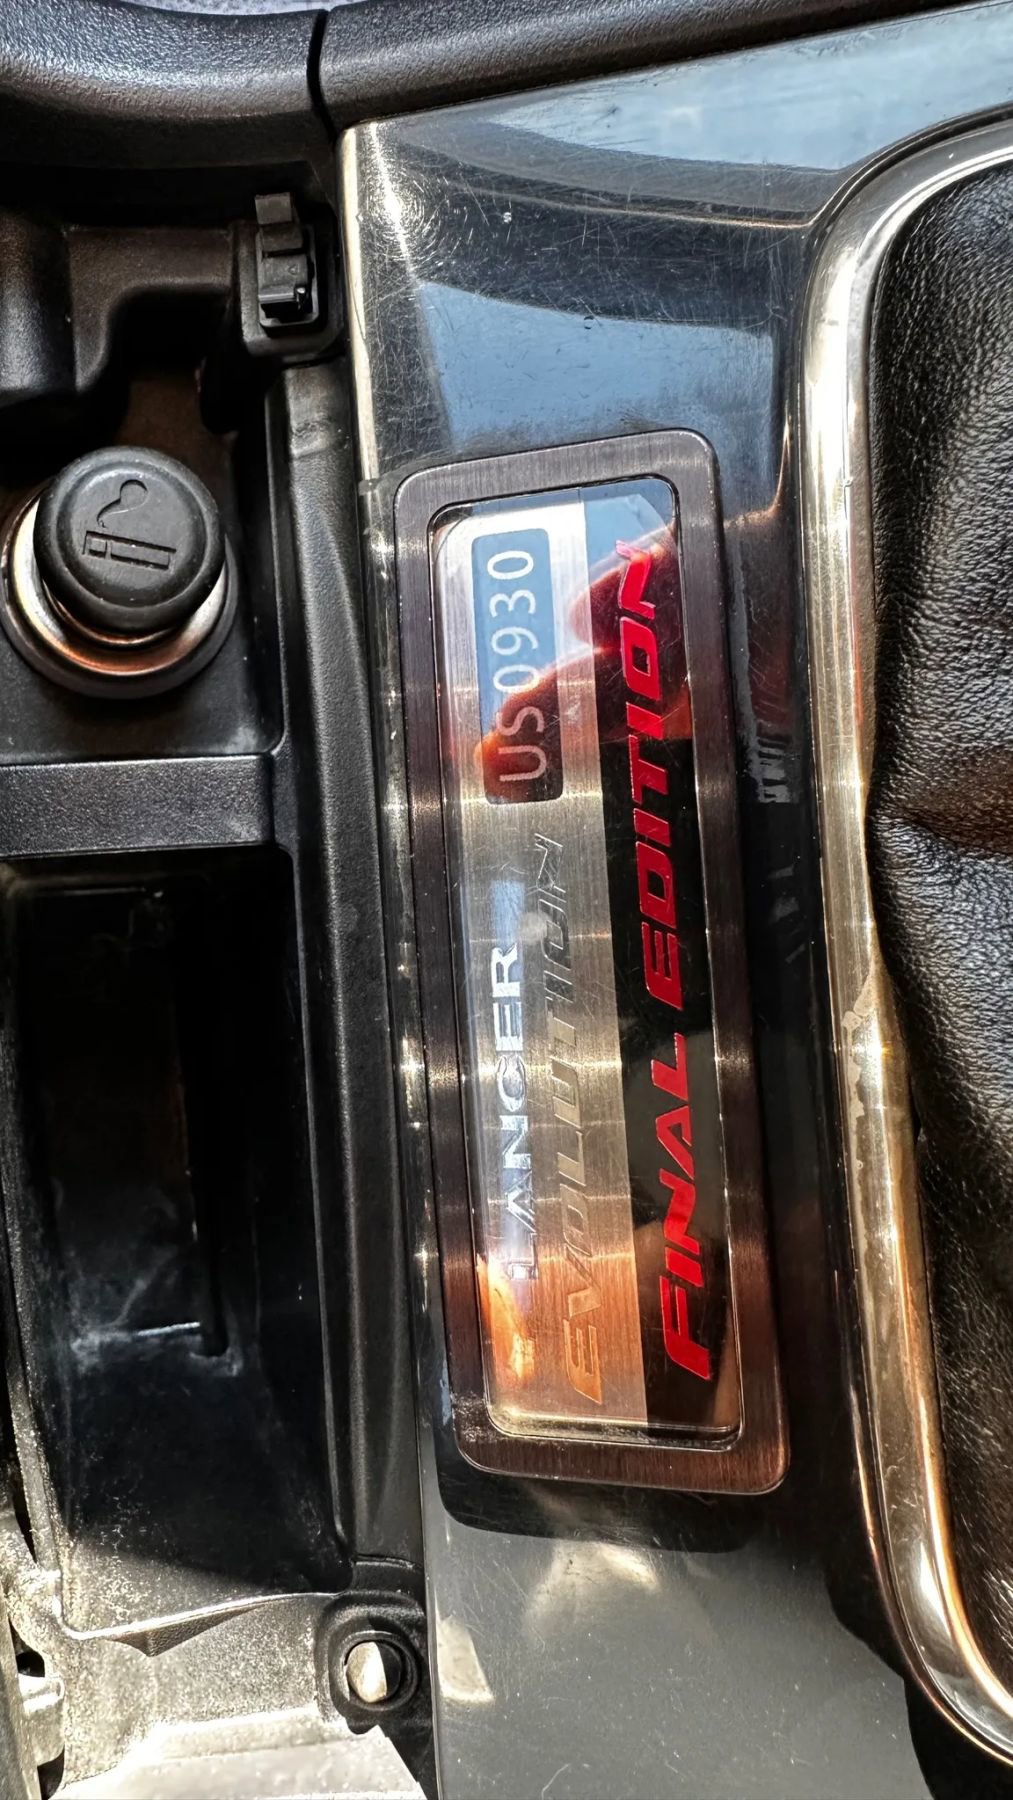 US0930
LANCER
EVOLUTION
FINAL EDITION